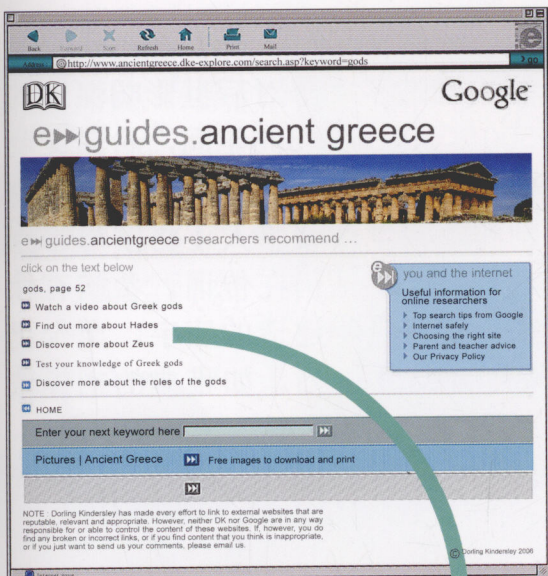 Back Forward Stop Refresh Home Print Mail
@http://www.ancientgreece.dke-explore.com/search.asp?keyword=gods
> go
DK
Google
e guides.ancient greece
e guides.ancientgreece researchers recommend ...
click on the text below
gods, page 52
Watch a video about Greek gods
Find out more about Hades
Discover more about Zeus
Test your knowledge of Greek gods
Discover more about the roles of the gods
e
you and the internet
Useful information for
online researchers
Top search tips from Google
Internet safely
Choosing the right site
Parent and teacher advice
Our Privacy Policy
HOME
Enter your next keyword here
Pictures | Ancient Greece
Free images to download and print
NOTE : Dorling Kindersley has made every effort to link to external websites that are
reputable, relevant and appropriate. However, neither DK nor Google are in any way
responsible for or able to control the content of these websites. If, however, you do
find any broken or incorrect links, or if you find content that you think is inappropriate,
or if you just want to send us your comments, please email us.
© Dorling Kindersley 2006